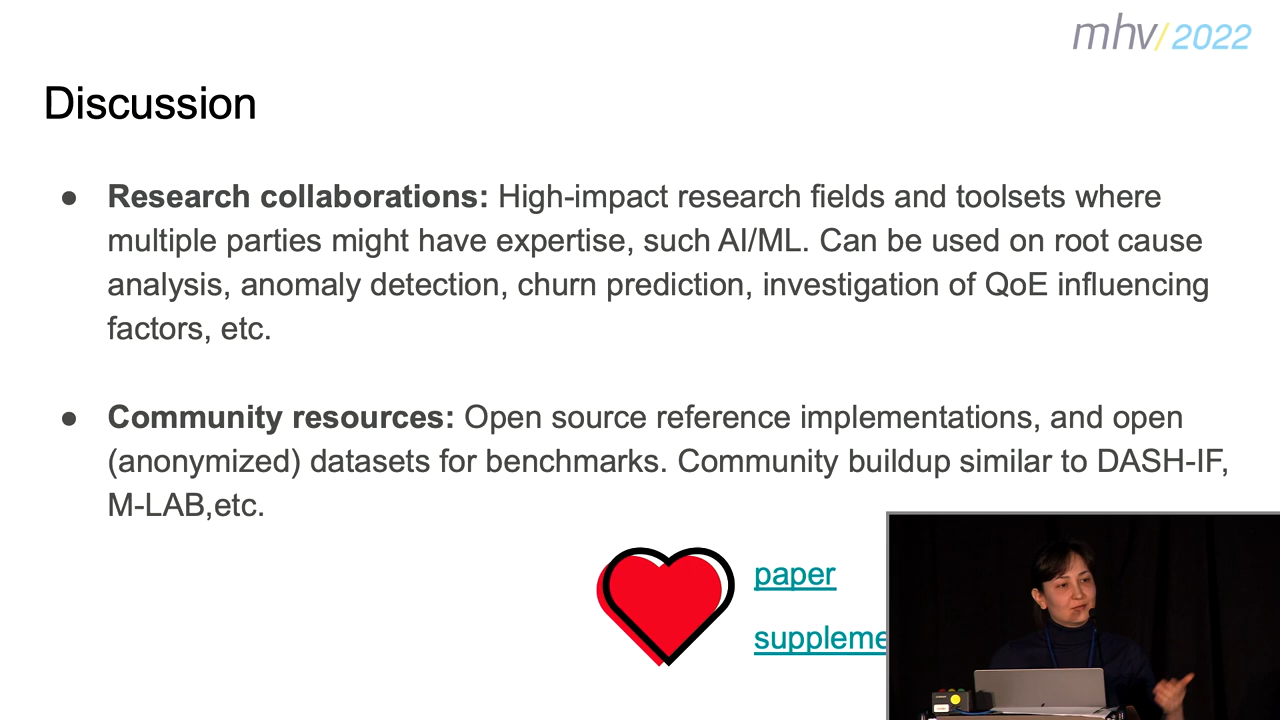 mhv/2022
Discussion
● Research collaborations: High-impact research fields and toolsets where
multiple parties might have expertise, such AI/ML. Can be used on root cause
analysis, anomaly detection, churn prediction, investigation of QoE influencing
factors, etc.
● Community resources: Open source reference implementations, and open
(anonymized) datasets for benchmarks. Community buildup similar to DASH-IF,
M-LAB,etc.
paper
suppleme